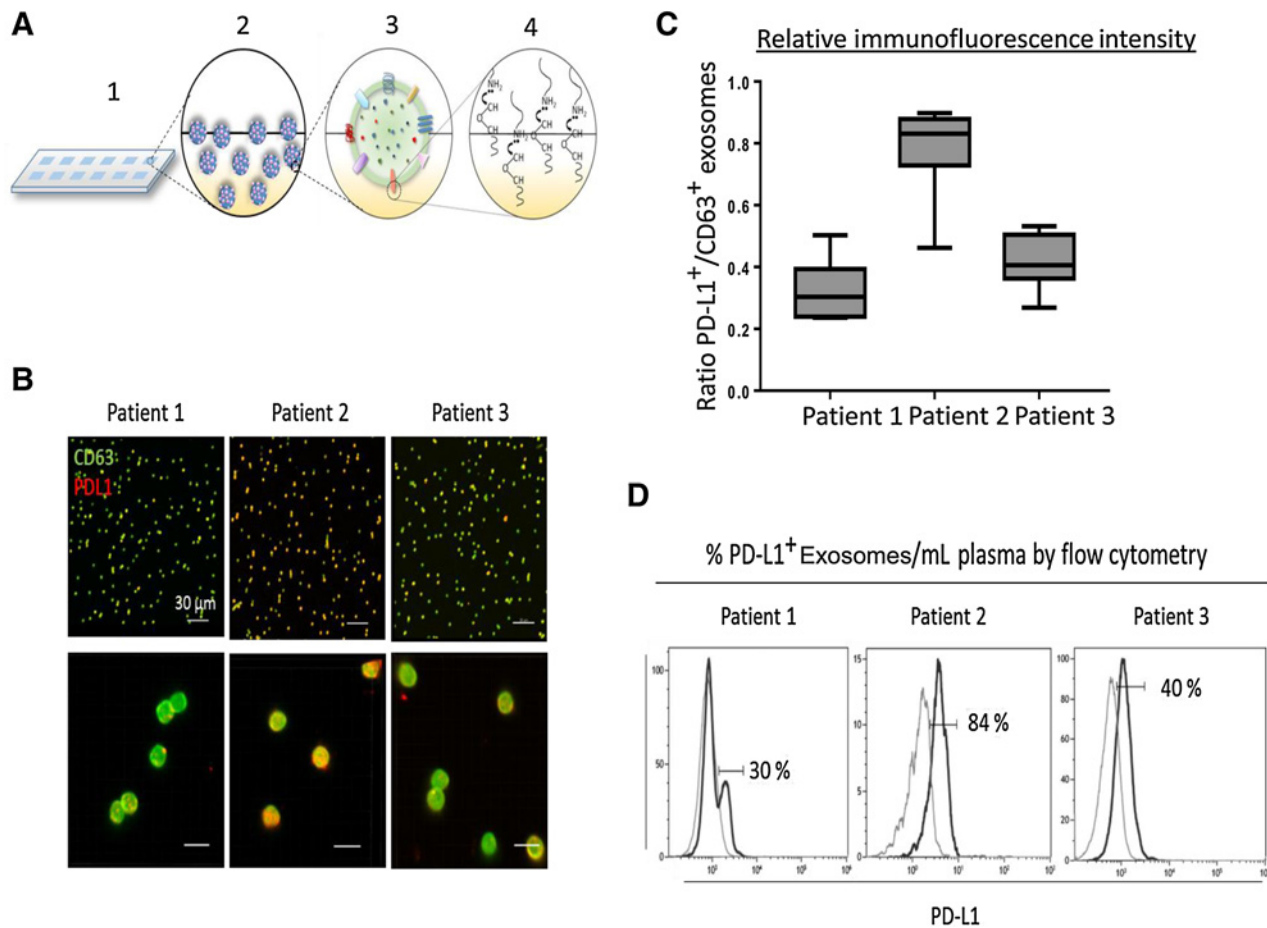 A
1
2
3
4
NH₂
CH
O
NH₂
CH
O
NH₂
CH
O
NH₂
CH
O
B
Patient 1 Patient 2 Patient 3
CD63
PDL1
30 µm
C
Relative immunofluorescence intensity
Ratio PD-L1⁺/CD63⁺ exosomes
1.0
0.8
0.6
0.4
0.2
0.0
Patient 1 Patient 2 Patient 3
D
% PD-L1⁺ Exosomes/mL plasma by flow cytometry
Patient 1 Patient 2 Patient 3
100
50
0
30 %
15
10
5
0
84 %
100
80
60
40
20
0
40 %
PD-L1